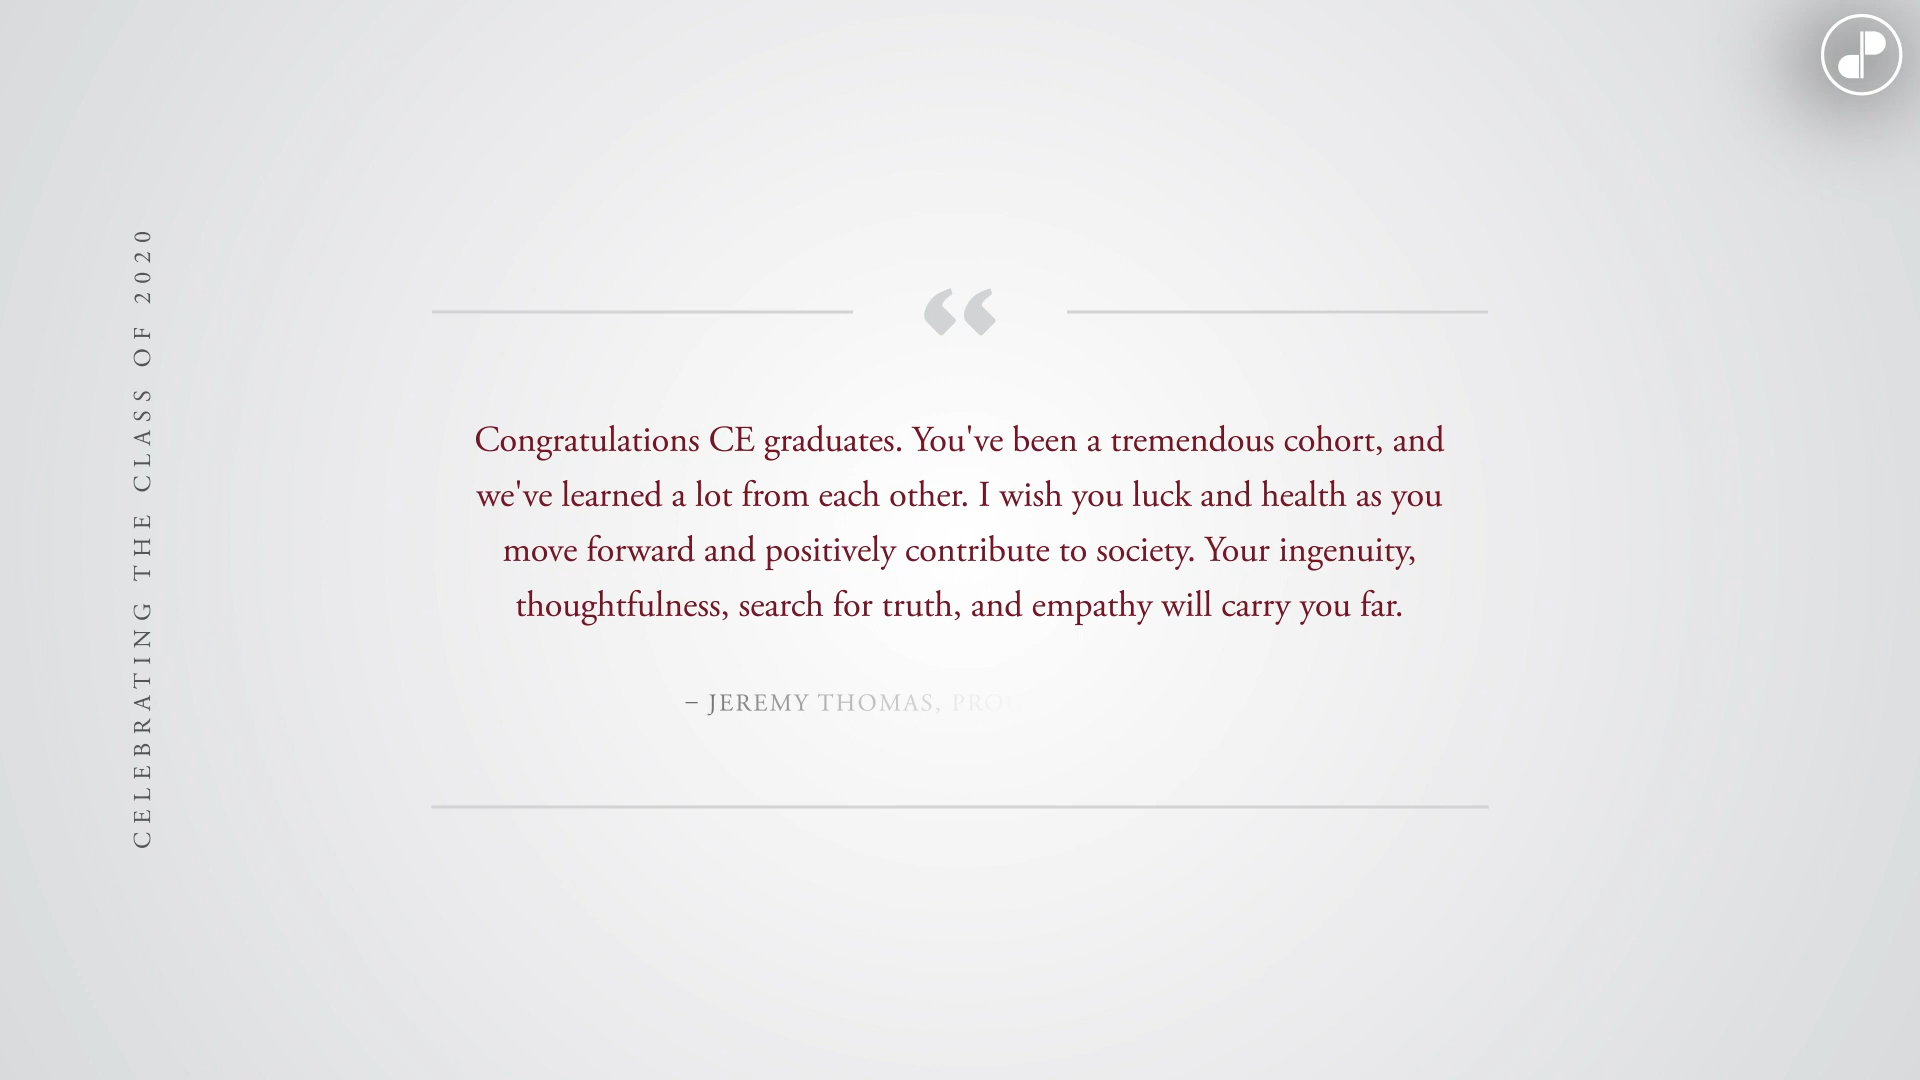 CELEBRATING THE CLASS OF 2020
“
Congratulations CE graduates. You've been a tremendous cohort, and
we've learned a lot from each other. I wish you luck and health as you
move forward and positively contribute to society. Your ingenuity,
thoughtfulness, search for truth, and empathy will carry you far.
– JEREMY THOMAS,